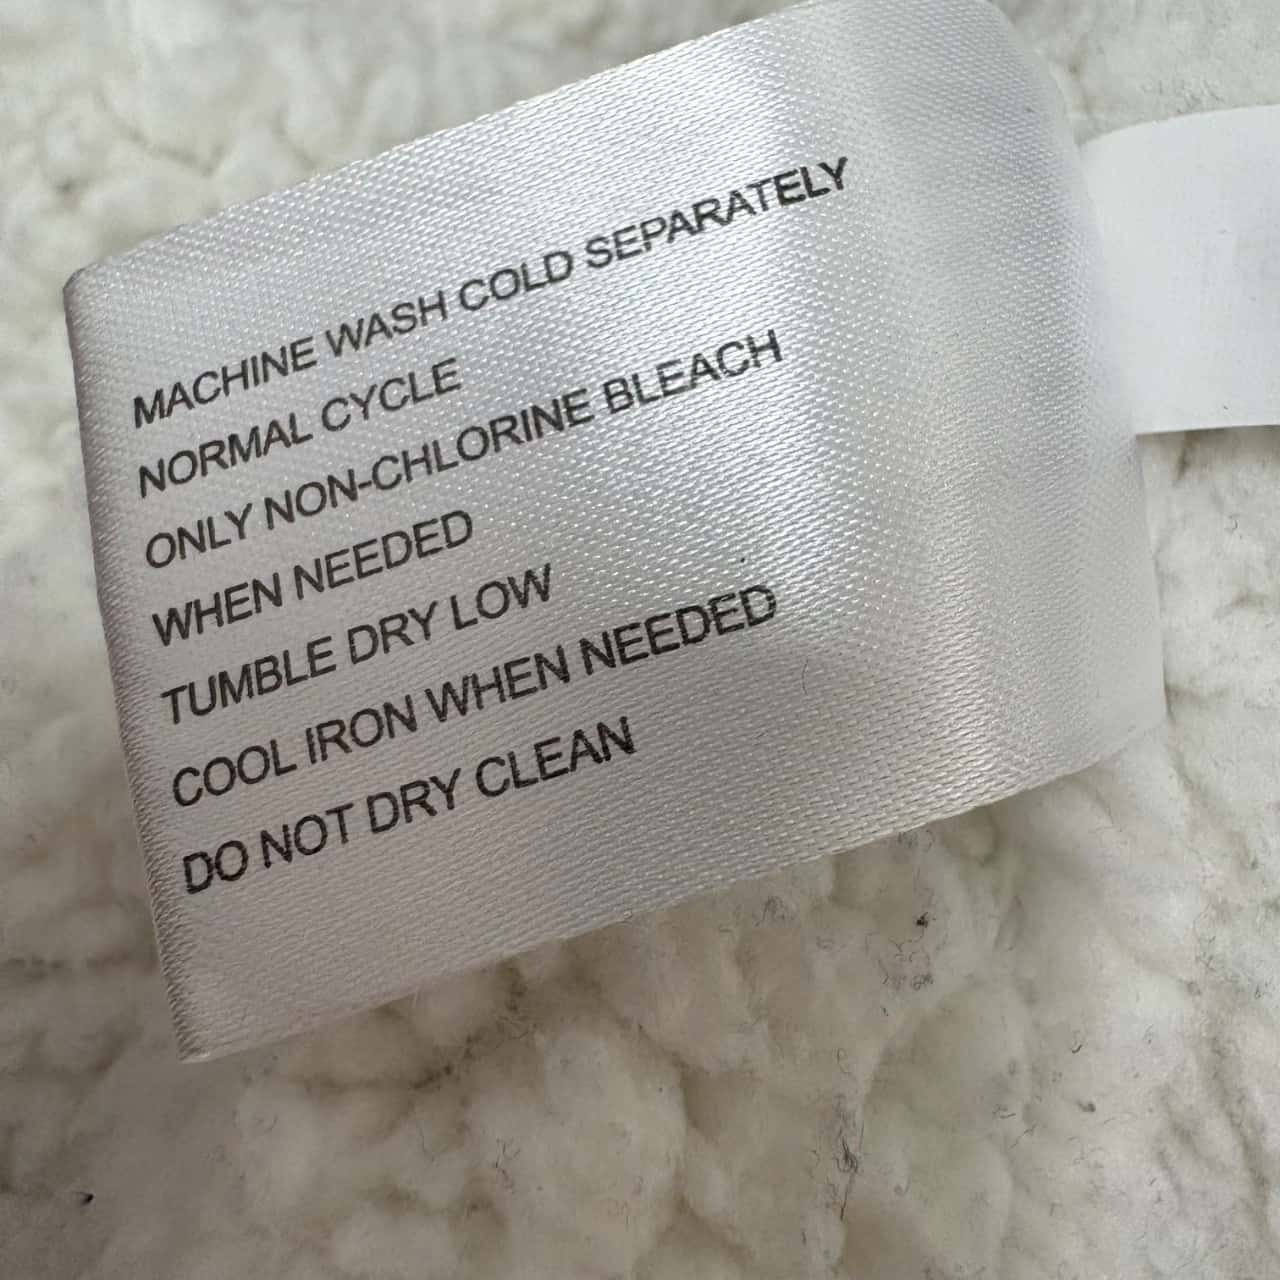 MACHINE WASH COLD SEPARATELY
NORMAL CYCLE
ONLY NON-CHLORINE BLEACH
WHEN NEEDED
TUMBLE DRY LOW
COOL IRON WHEN NEEDED
DO NOT DRY CLEAN